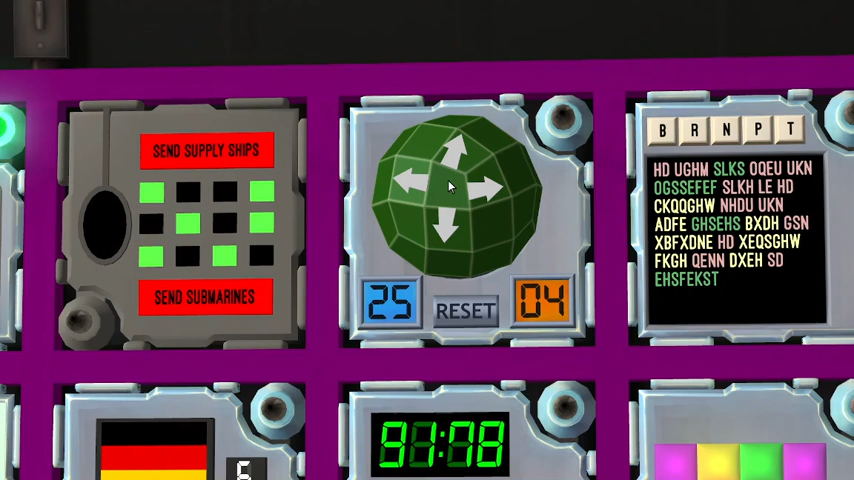 SEND SUPPLY SHIPS
SEND SUBMARINES
25
RESET
04
B R N P T
HD UGHM SLKS OQEU UKN
OGSSEFEF SLKH LE HD
CKQQGHW NHDU UKN
ADFE GHSEHS BXDH GSN
XBFXDNE HD XEQSGHW
FKGH QENN DXEH SD
EHSFEKST
91:08